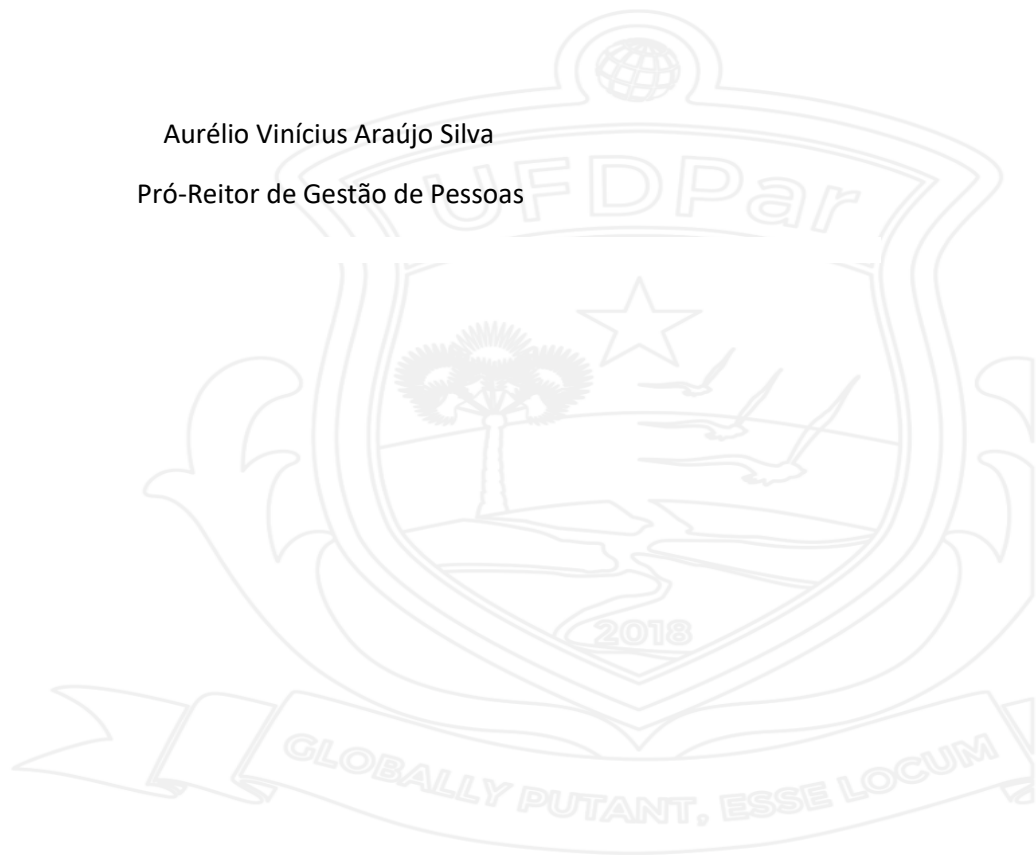 Aurélio Vinícius Araújo Silva
Pró-Reitor de Gestão de Pessoas
UFDPar
2018
GLOBALLY PUTANT, ESSE LOCUM